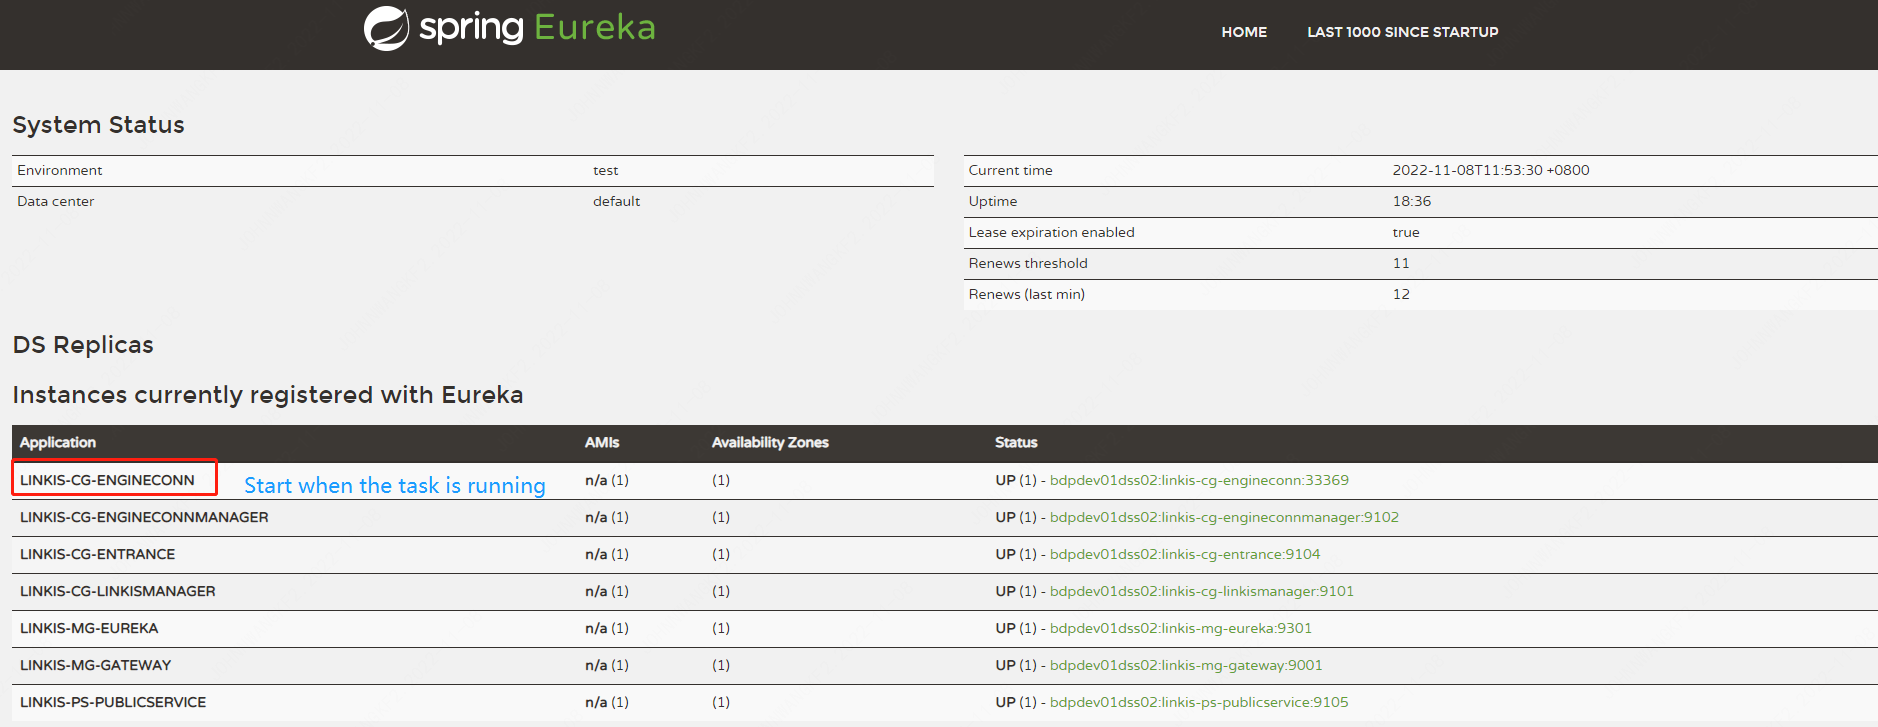 spring Eureka HOME LAST 1000 SINCE STARTUP
System Status
Environment test
Data center default
Current time 2022-11-08T11:53:30 +0800
Uptime 18:36
Lease expiration enabled true
Renews threshold 11
Renews (last min) 12
DS Replicas
Instances currently registered with Eureka
Application AMIs Availability Zones Status
LINKIS-CG-ENGINECONN Start when the task is running n/a (1) (1) UP (1) - bdpdev01dss02:linkis-cg-engineconn:33369
LINKIS-CG-ENGINECONNMANAGER n/a (1) (1) UP (1) - bdpdev01dss02:linkis-cg-engineconnmanager:9102
LINKIS-CG-ENTRANCE n/a (1) (1) UP (1) - bdpdev01dss02:linkis-cg-entrance:9104
LINKIS-CG-LINKISMANAGER n/a (1) (1) UP (1) - bdpdev01dss02:linkis-cg-linkismanager:9101
LINKIS-MG-EUREKA n/a (1) (1) UP (1) - bdpdev01dss02:linkis-mg-eureka:9301
LINKIS-MG-GATEWAY n/a (1) (1) UP (1) - bdpdev01dss02:linkis-mg-gateway:9001
LINKIS-PS-PUBLICSERVICE n/a (1) (1) UP (1) - bdpdev01dss02:linkis-ps-publicservice:9105